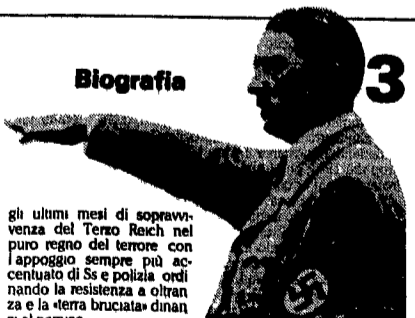 Biografia
3
gli ultimi mesi di sopravvi-
venza del Terzo Reich nel
puro regno del terrore con
l appoggio sempre più ac-
centuato di Ss e polizia ordi
nando la resistenza a oltran
za e la «terra bruciata» dinan